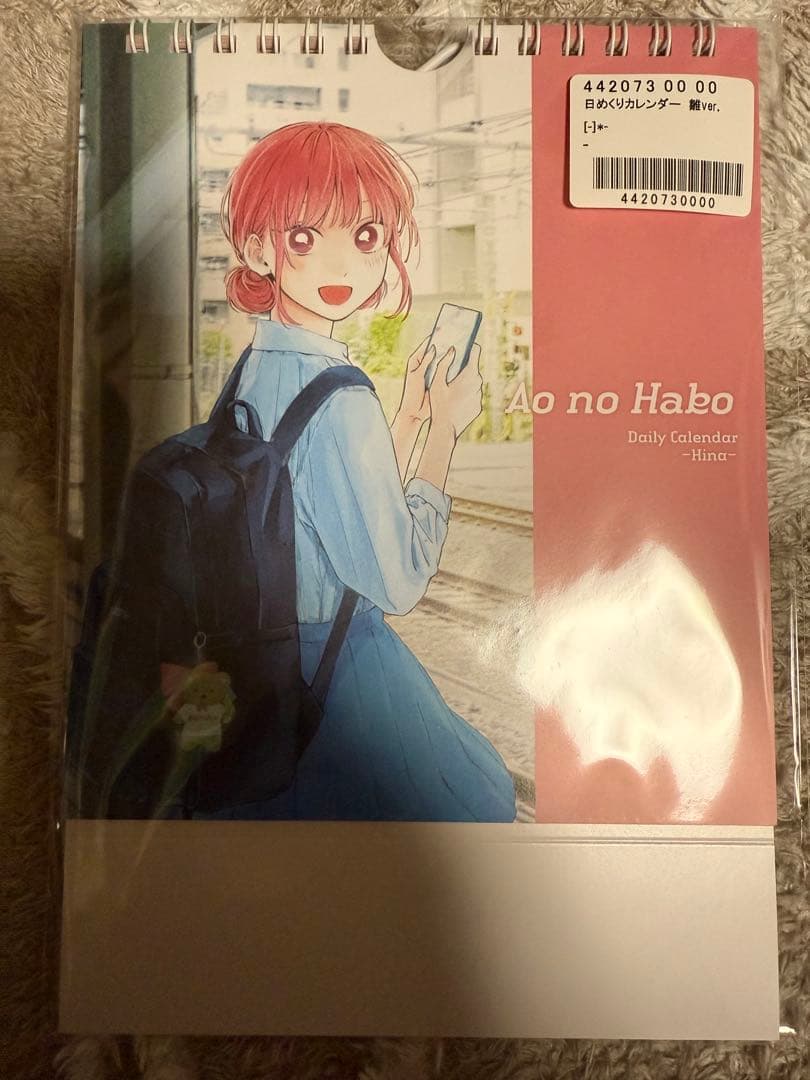 442073 00 00
日めくりカレンダー 雛ver.
[-]*-
-
4420730000
Ao no Hako
Daily Calendar
-Hina-